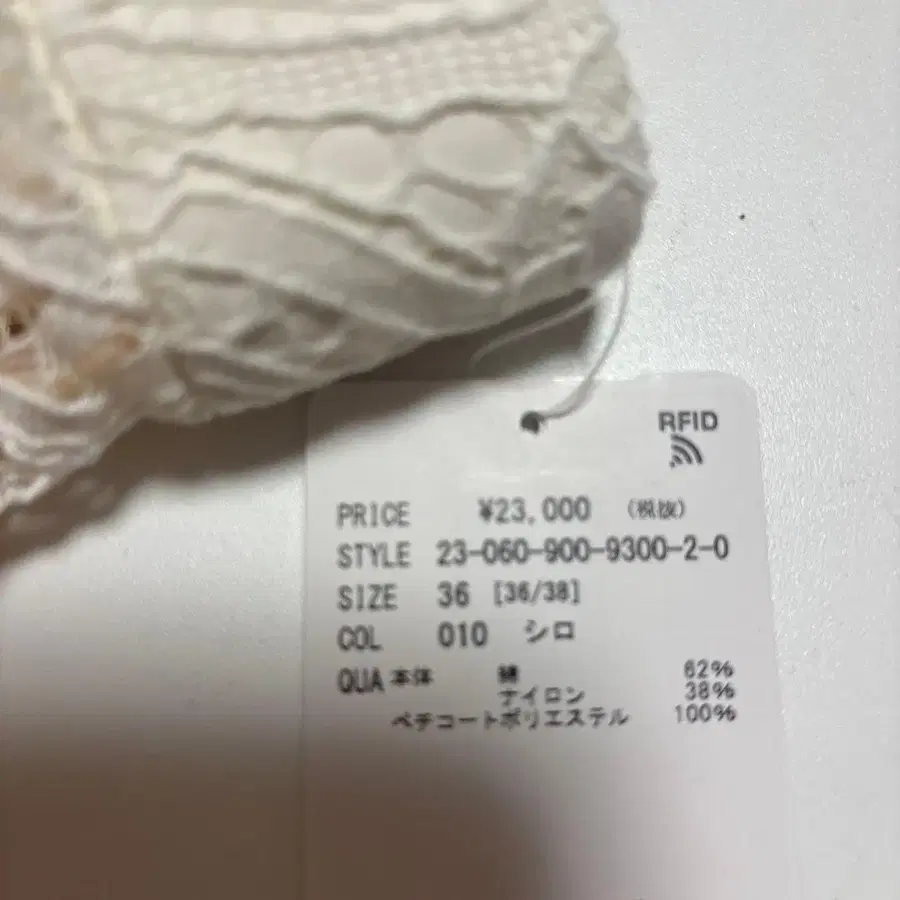 RFID
PRICE ¥23,000 (税抜)
STYLE 23-060-900-9300-2-0
SIZE 36 [36/38]
COL 010 シロ
QUA 本体 綿 62%
ナイロン 38%
ペチコートポリエステル 100%